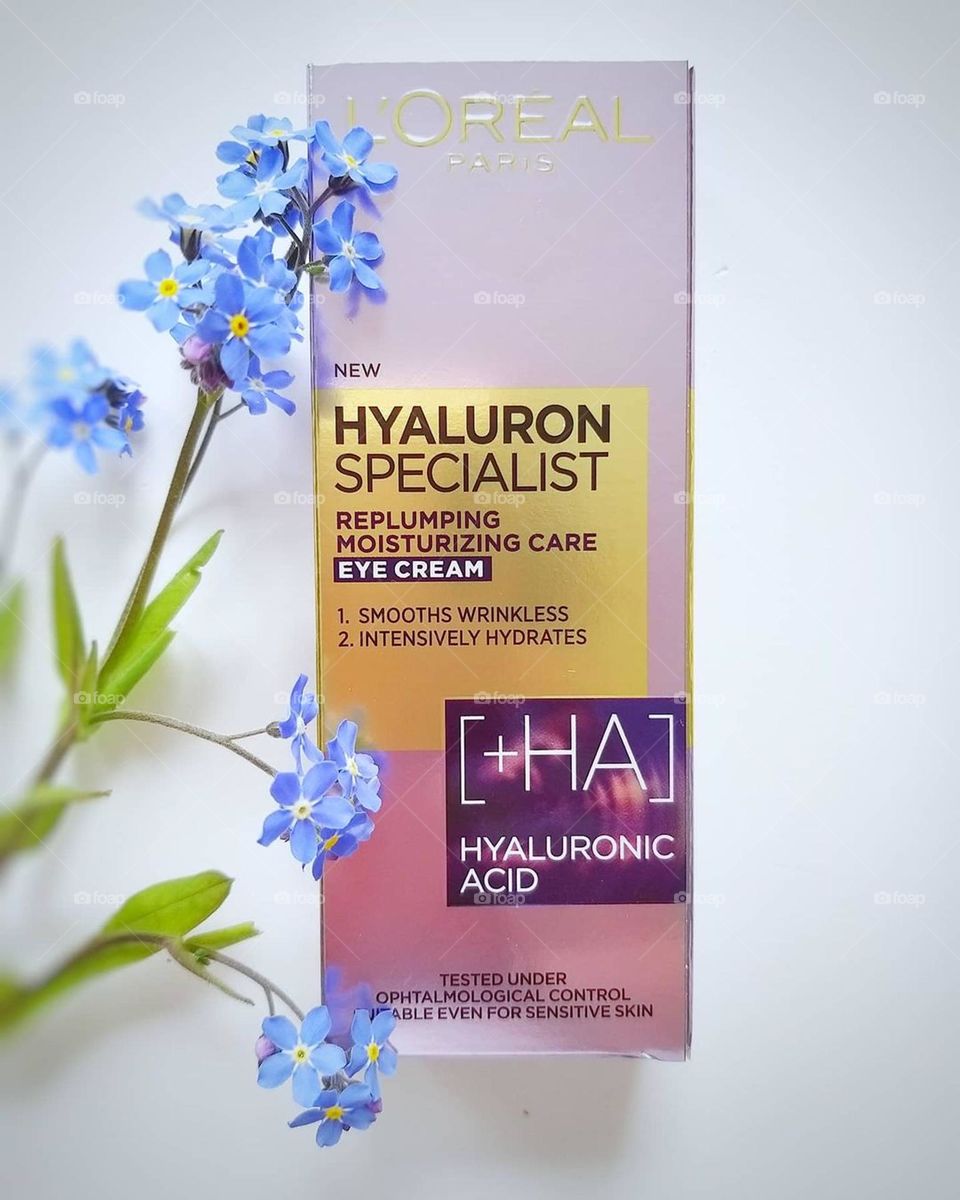 L'ORÉAL
PARIS
NEW
HYALURON
SPECIALIST
REPLUMPING
MOISTURIZING CARE
EYE CREAM
1. SMOOTHS WRINKLESS
2. INTENSIVELY HYDRATES
[+HA]
HYALURONIC
ACID
TESTED UNDER
OPHTALMOLOGICAL CONTROL
EVEN FOR SENSITIVE SKIN
foap